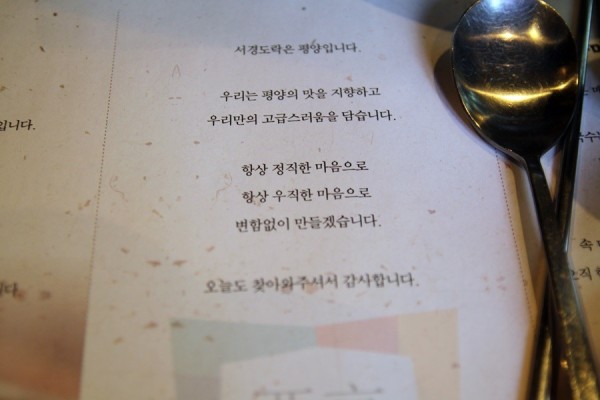 서경도락은 평양입니다.
우리는 평양의 맛을 지향하고
우리만의 고급스러움을 담습니다.
항상 정직한 마음으로
항상 우직한 마음으로
변함없이 만들겠습니다.
오늘도 찾아와주셔서 감사합니다.
입니다.